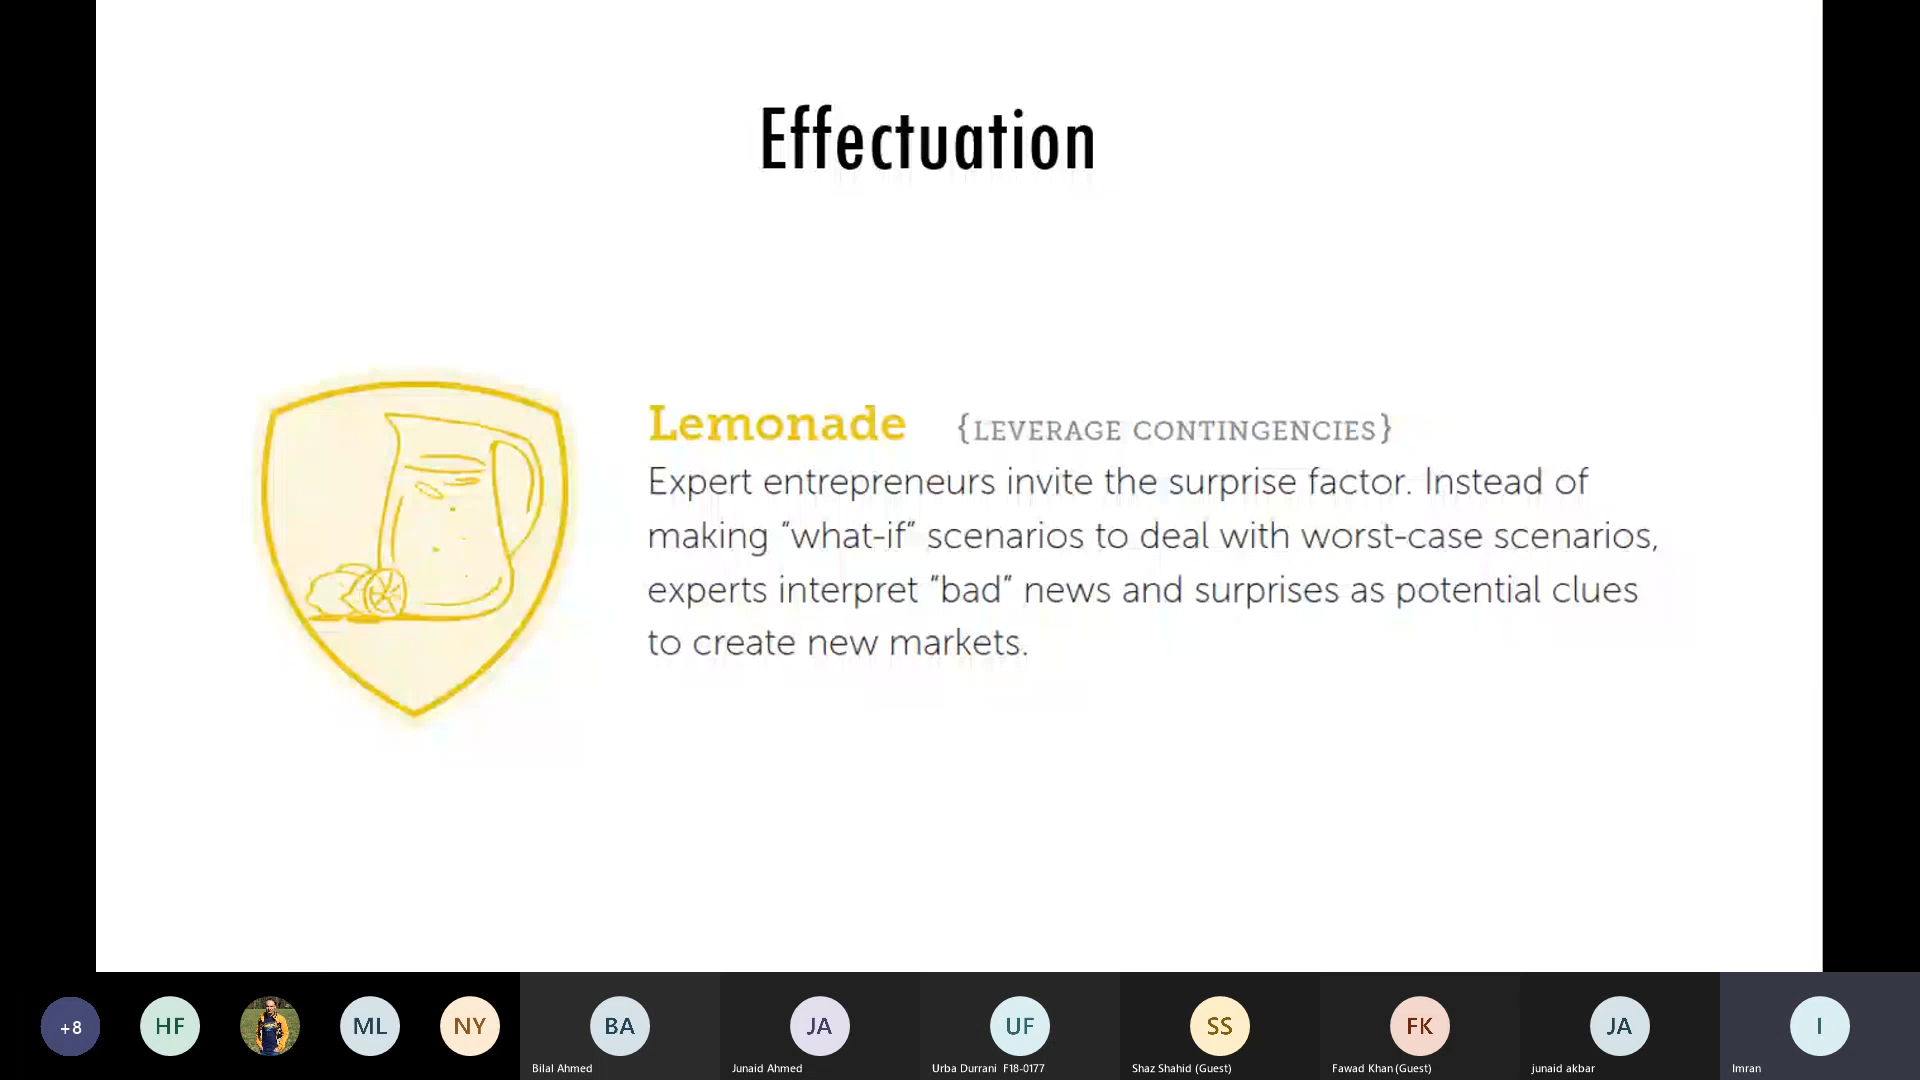 Effectuation
Lemonade {LEVERAGE CONTINGENCIES}
Expert entrepreneurs invite the surprise factor. Instead of
making “what-if” scenarios to deal with worst-case scenarios,
experts interpret “bad” news and surprises as potential clues
to create new markets.
+8
HF
ML
NY
BA
JA
UF
SS
FK
JA
I
Bilal Ahmed
Junaid Ahmed
Urba Durrani F18-0177
Shaz Shahid (Guest)
Fawad Khan (Guest)
junaid akbar
Imran